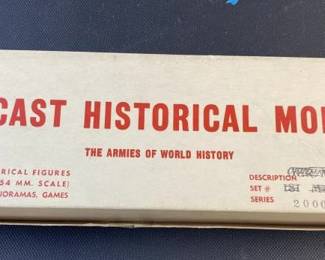 CAST HISTORICAL MO
THE ARMIES OF WORLD HISTORY
RICAL FIGURES
54 MM. SCALE)
IORAMAS, GAMES
DESCRIPTION
SET #
SERIES 2000